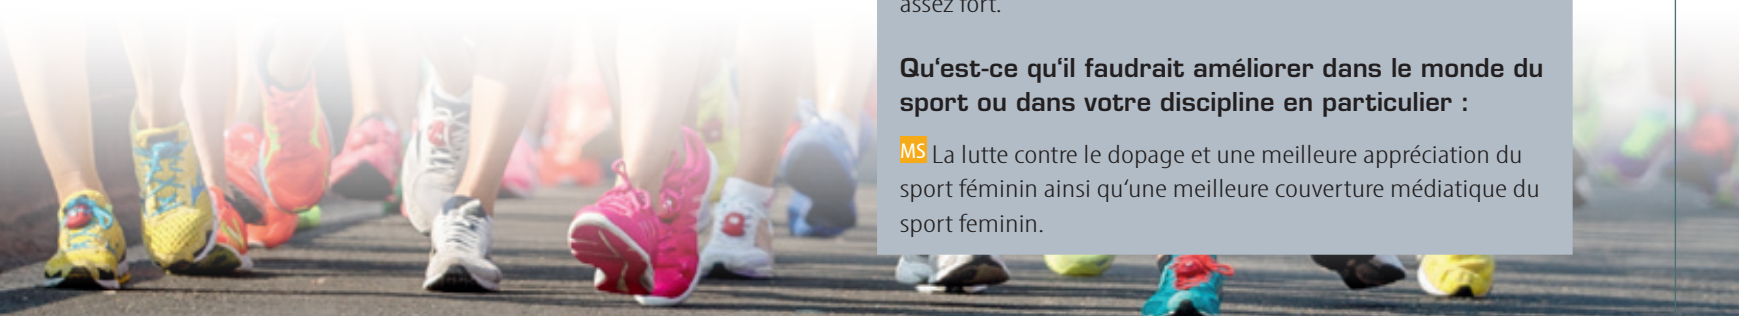 assez fort.
Qu‘est-ce qu‘il faudrait améliorer dans le monde du
sport ou dans votre discipline en particulier :
MS La lutte contre le dopage et une meilleure appréciation du
sport féminin ainsi qu‘une meilleure couverture médiatique du
sport feminin.